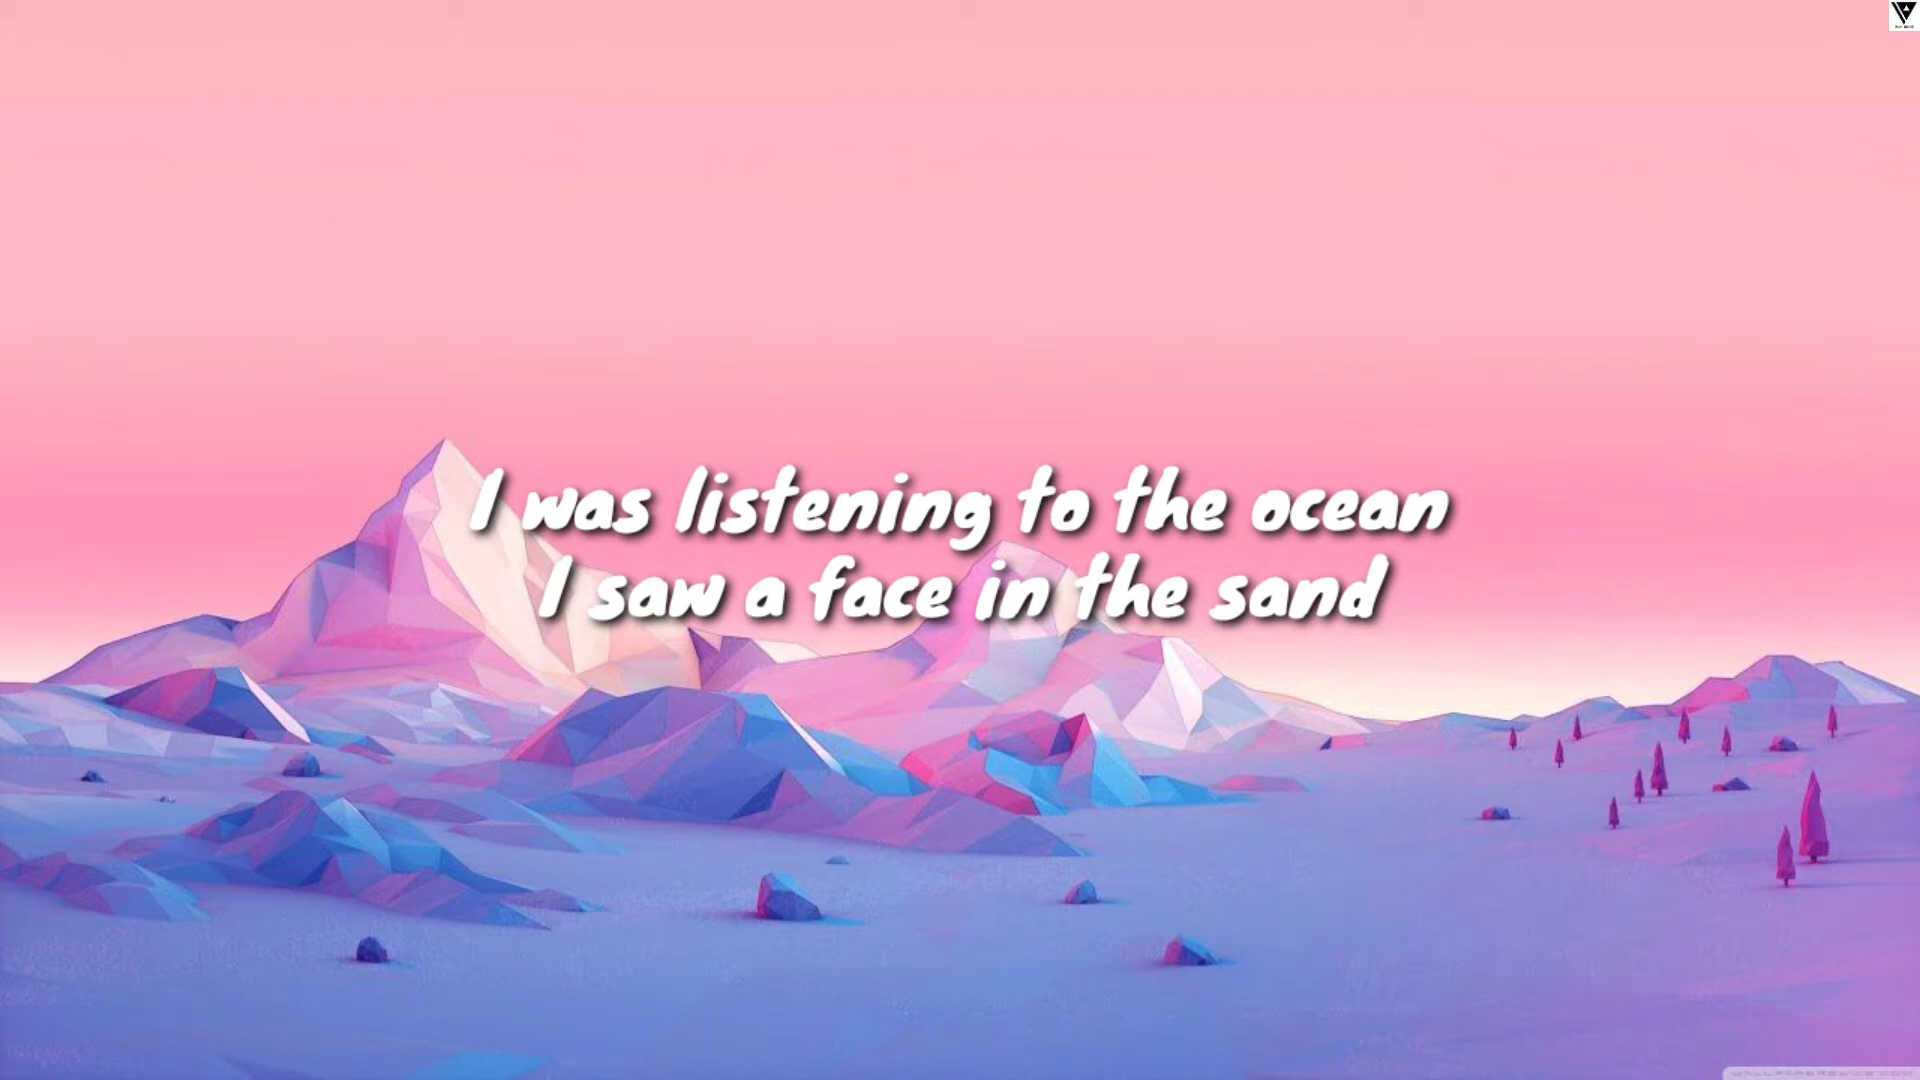 I was listening to the ocean
I saw a face in the sand